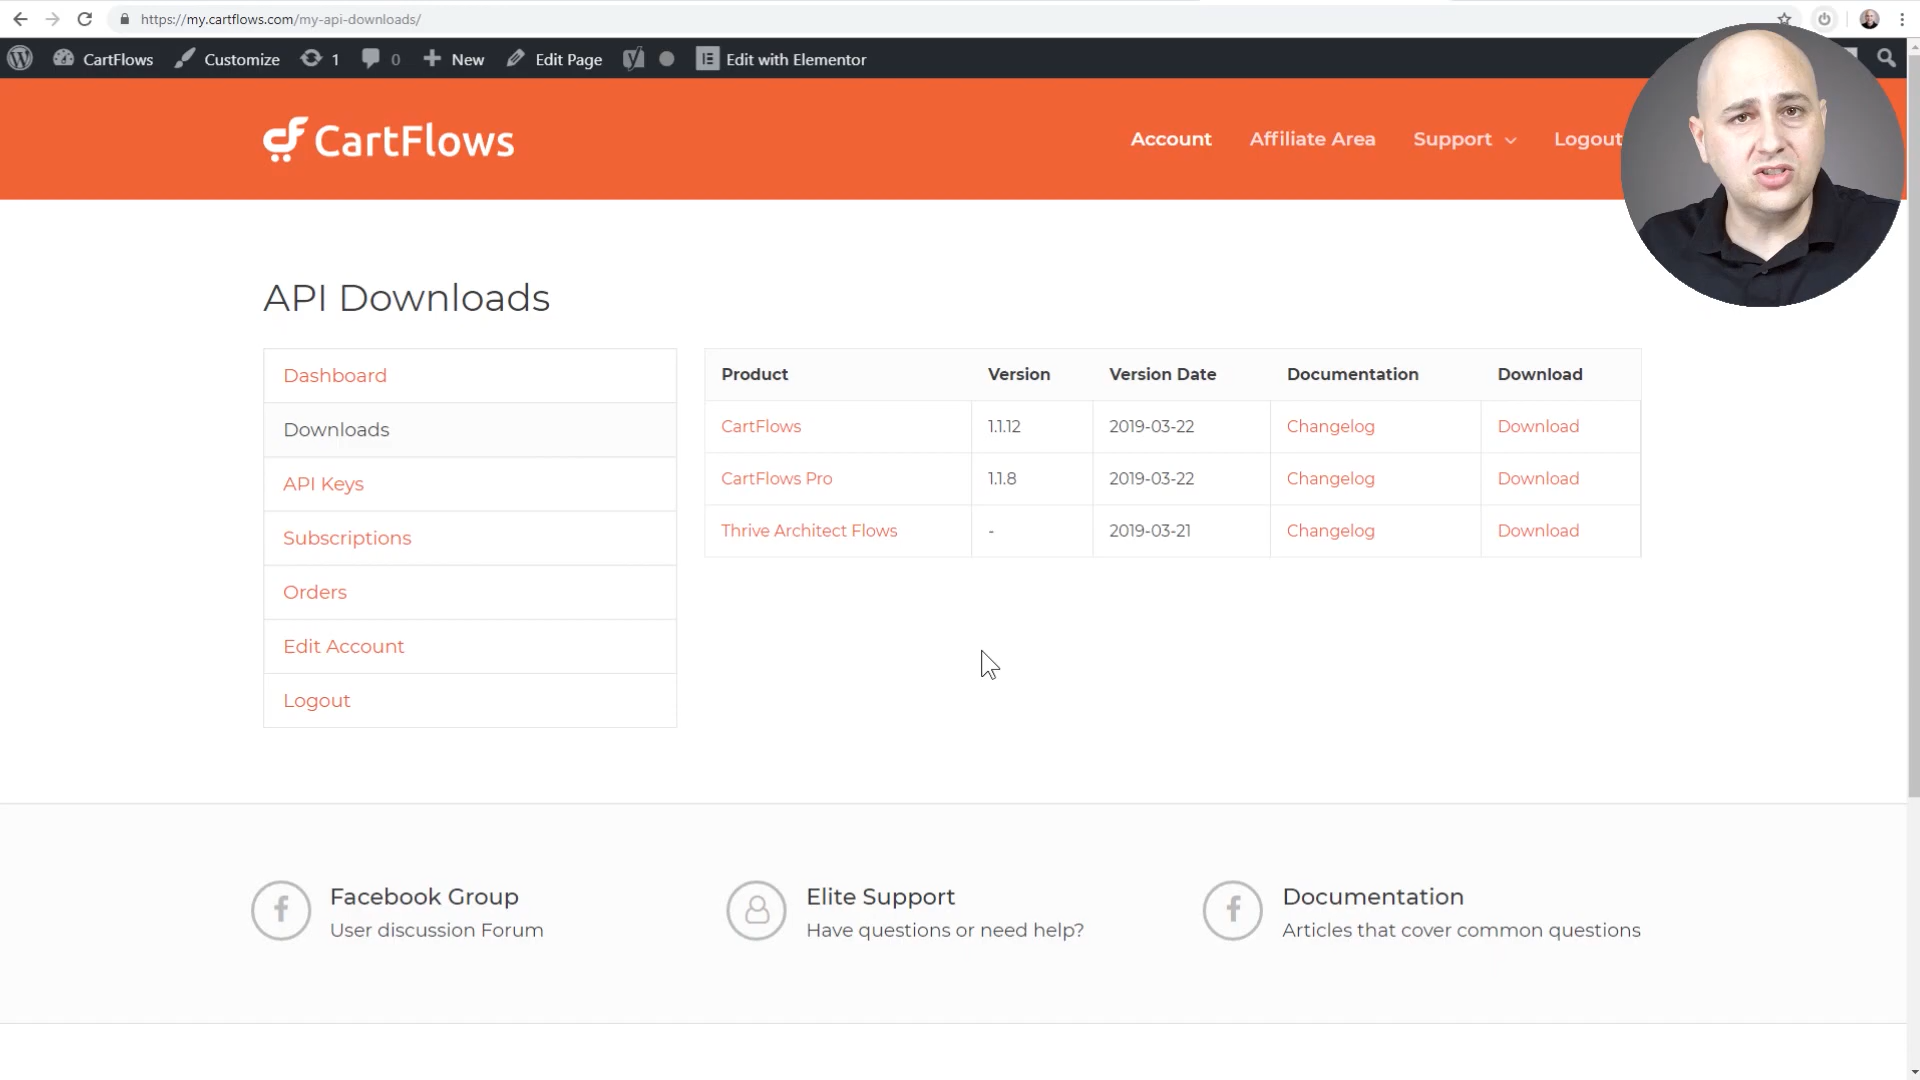 https://my.cartflows.com/my-api-downloads/
CartFlows Customize 1 0 New Edit Page Edit with Elementor
CartFlows
Account Affiliate Area Support Logout
API Downloads
Dashboard
Downloads
API Keys
Subscriptions
Orders
Edit Account
Logout
Product Version Version Date Documentation Download
CartFlows 1.1.12 2019-03-22 Changelog Download
CartFlows Pro 1.1.8 2019-03-22 Changelog Download
Thrive Architect Flows - 2019-03-21 Changelog Download
Facebook Group
User discussion Forum
Elite Support
Have questions or need help?
Documentation
Articles that cover common questions